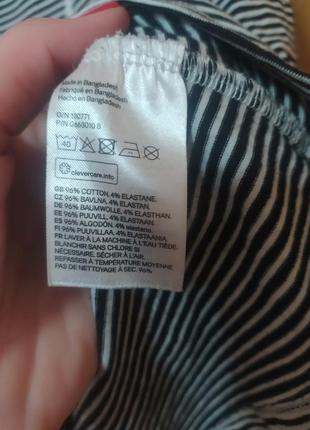 Made in Bangladesh
Fabriqué en Bangladesh
Hecho en Bangladesh
O/N 190771
P/N 0663010 8
40
clevercare.info
GB 96% COTTON, 4% ELASTANE.
CZ 96% BAVLNA, 4% ELASTAN.
DE 96% BAUMWOLLE, 4% ELASTHAN.
EE 96% PUUVILL, 4% ELASTAAN.
ES 96% ALGODÓN, 4% elastano.
FI 96% PUUVILLAA, 4% ELASTAANIA,
FR LAVER À LA MACHINE À L'EAU TIÈDE.
BLANCHIR SANS CHLORE SI
NÉCESSAIRE. SÉCHER À L'AIR.
REPASSER À TEMPÉRATURE MOYENNE
PAS DE NETTOYAGE À SEC. 96%